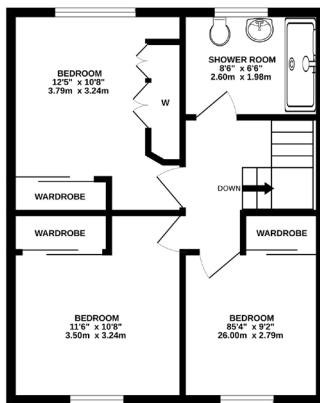 BEDROOM
12'5" x 10'8"
3.79m x 3.24m
W
SHOWER ROOM
8'6" x 6'6"
2.60m x 1.98m
WARDROBE
DOWN
WARDROBE
WARDROBE
BEDROOM
11'6" x 10'8"
3.50m x 3.24m
BEDROOM
85'4" x 9'2"
26.00m x 2.79m